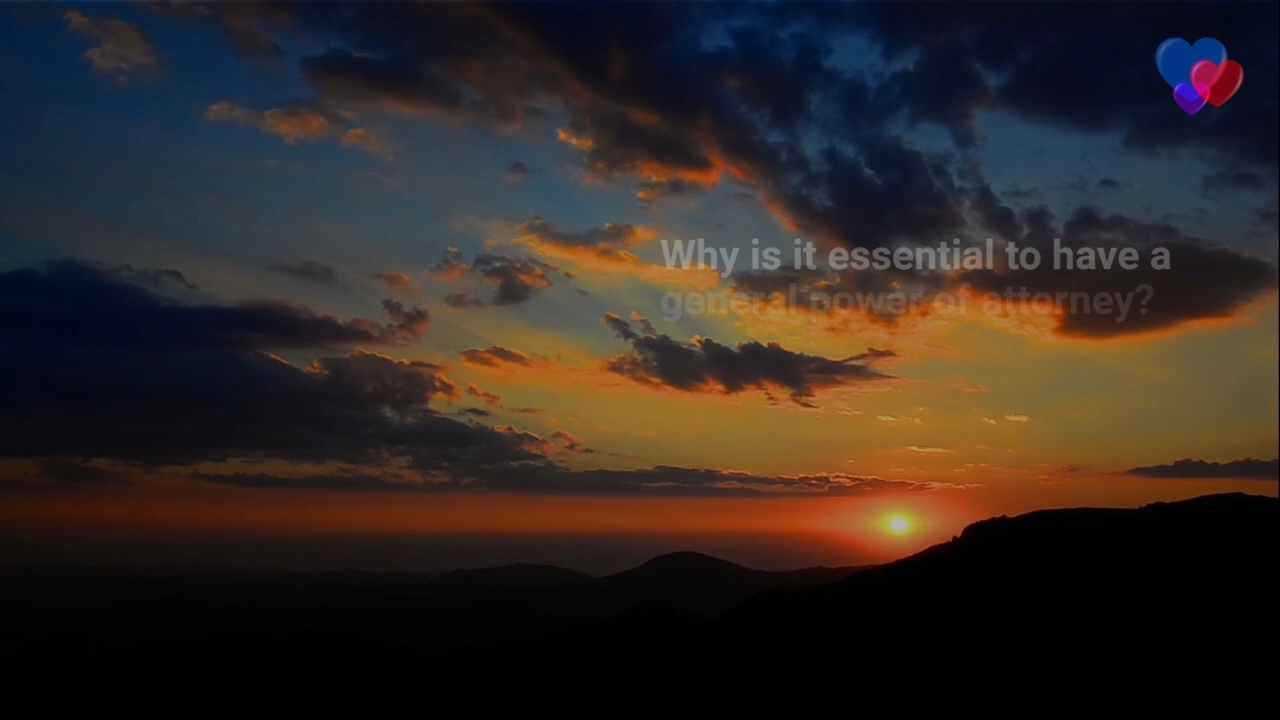 Why is it essential to have a
general power of attorney?